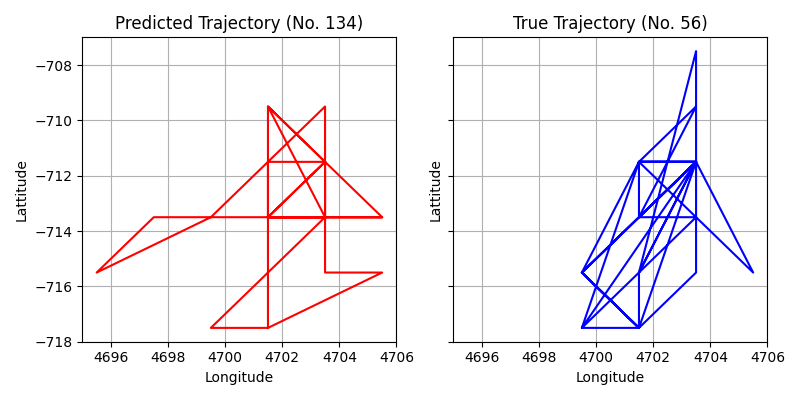 Predicted Trajectory (No. 134)
−708
−710
−712
−714
−716
−718
Lattitude
4696 4698 4700 4702 4704 4706
Longitude
True Trajectory (No. 56)
Lattitude
4696 4698 4700 4702 4704 4706
Longitude